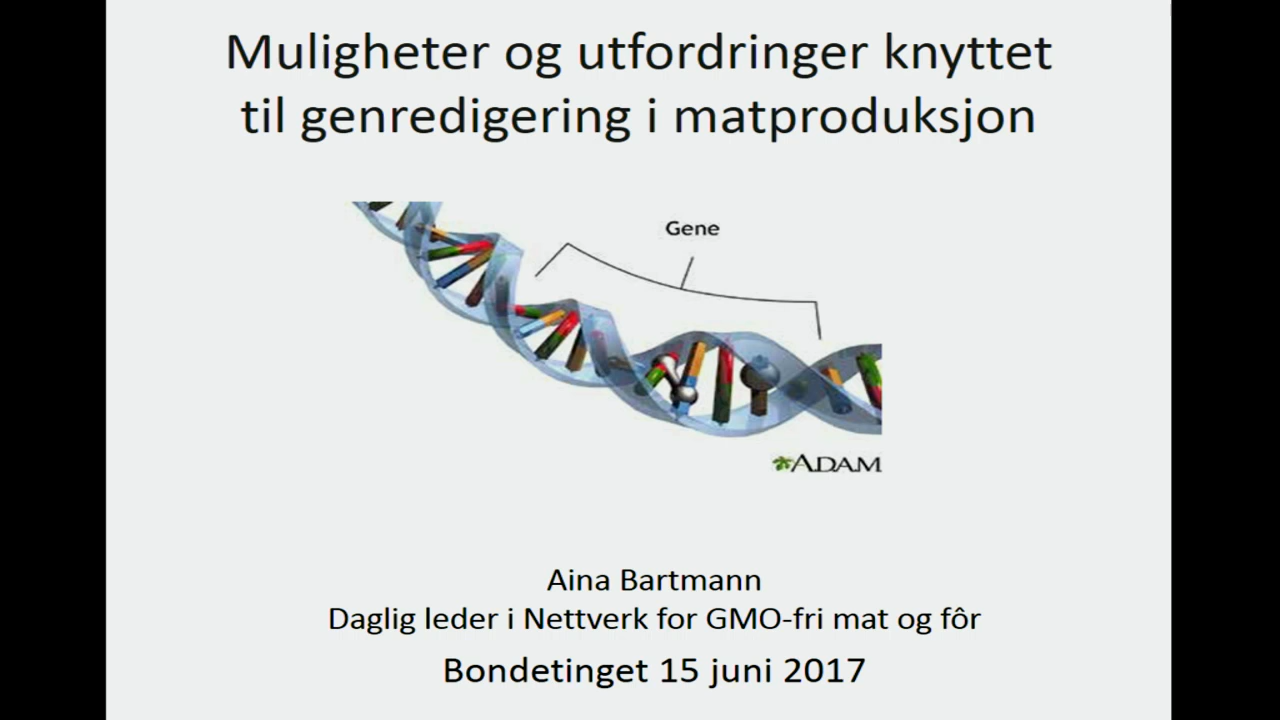 Muligheter og utfordringer knyttet
til genredigering i matproduksjon
Gene
ADAM
Aina Bartmann
Daglig leder i Nettverk for GMO-fri mat og fôr
Bondetinget 15 juni 2017